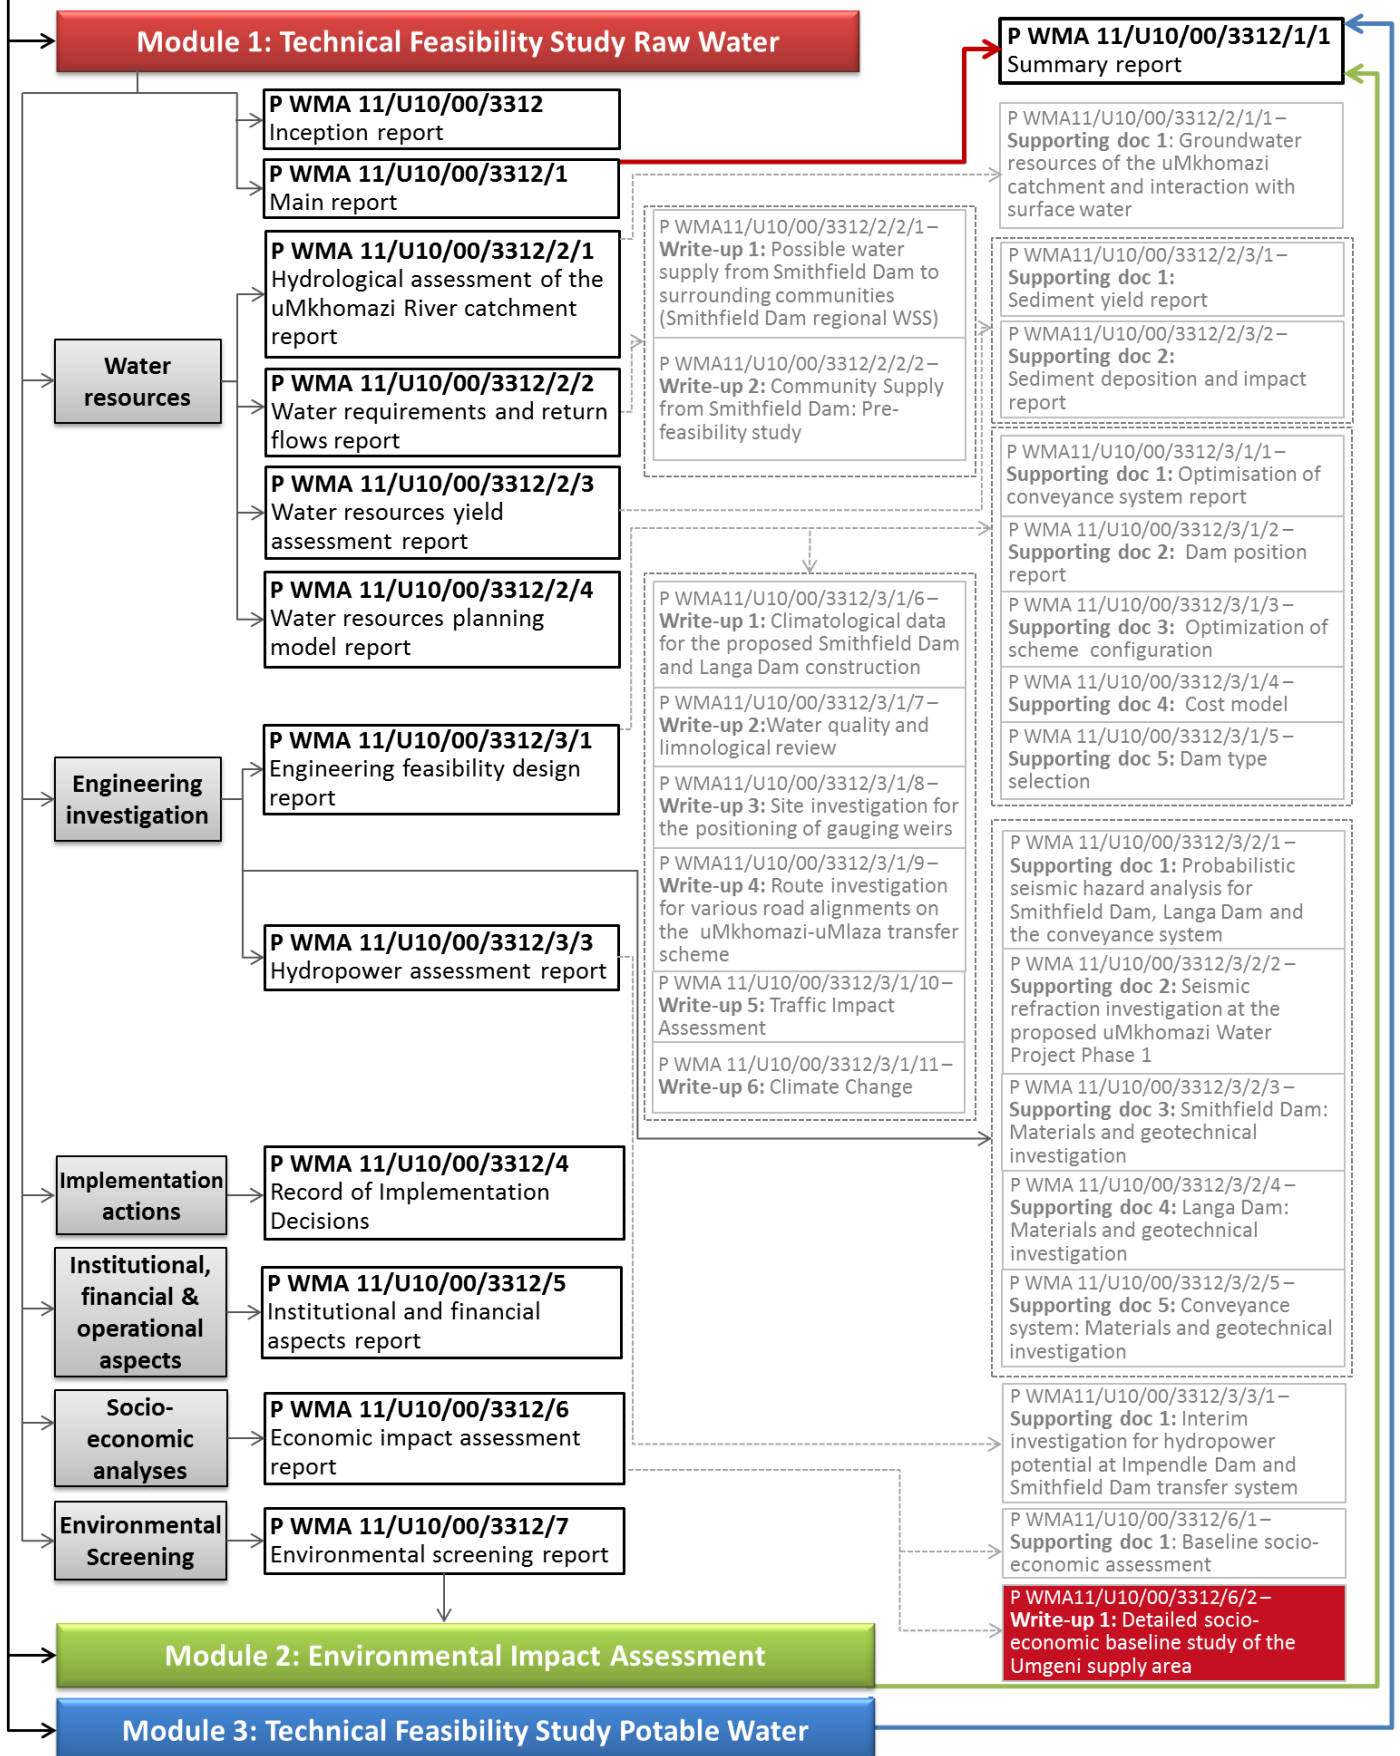 Module 1: Technical Feasibility Study Raw Water
P WMA 11/U10/00/3312/1/1
Summary report
P WMA 11/U10/00/3312
Inception report
P WMA 11/U10/00/3312/1
Main report
Water
resources
P WMA 11/U10/00/3312/2/1
Hydrological assessment of the
uMkhomazi River catchment
report
P WMA 11/U10/00/3312/2/2
Water requirements and return
flows report
P WMA 11/U10/00/3312/2/3
Water resources yield
assessment report
P WMA 11/U10/00/3312/2/4
Water resources planning
model report
P WMA11/U10/00/3312/2/2/1–
Write-up 1: Possible water
supply from Smithfield Dam to
surrounding communities
(Smithfield Dam regional WSS)
P WMA11/U10/00/3312/2/2/2–
Write-up 2: Community Supply
from Smithfield Dam: Pre-
feasibility study
P WMA11/U10/00/3312/2/1/1–
Supporting doc 1: Groundwater
resources of the uMkhomazi
catchment and interaction with
surface water
P WMA11/U10/00/3312/2/3/1–
Supporting doc 1:
Sediment yield report
P WMA11/U10/00/3312/2/3/2–
Supporting doc 2:
Sediment deposition and impact
report
Engineering
investigation
P WMA 11/U10/00/3312/3/1
Engineering feasibility design
report
P WMA 11/U10/00/3312/3/3
Hydropower assessment report
P WMA11/U10/00/3312/3/1/6–
Write-up 1: Climatological data
for the proposed Smithfield Dam
and Langa Dam construction
P WMA11/U10/00/3312/3/1/7–
Write-up 2:Water quality and
limnological review
P WMA11/U10/00/3312/3/1/8–
Write-up 3: Site investigation for
the positioning of gauging weirs
P WMA11/U10/00/3312/3/1/9–
Write-up 4: Route investigation
for various road alignments on
the uMkhomazi-uMlaza transfer
scheme
P WMA 11/U10/00/3312/3/1/10–
Write-up 5: Traffic Impact
Assessment
P WMA 11/U10/00/3312/3/1/11–
Write-up 6: Climate Change
P WMA11/U10/00/3312/3/1/1–
Supporting doc 1: Optimisation of
conveyance system report
P WMA 11/U10/00/3312/3/1/2–
Supporting doc 2: Dam position
report
P WMA 11/U10/00/3312/3/1/3–
Supporting doc 3: Optimization of
scheme configuration
P WMA 11/U10/00/3312/3/1/4–
Supporting doc 4: Cost model
P WMA 11/U10/00/3312/3/1/5–
Supporting doc 5: Dam type
selection
P WMA 11/U10/00/3312/3/2/1–
Supporting doc 1: Probabilistic
seismic hazard analysis for
Smithfield Dam, Langa Dam and
the conveyance system
P WMA 11/U10/00/3312/3/2/2–
Supporting doc 2: Seismic
refraction investigation at the
proposed uMkhomazi Water
Project Phase 1
P WMA 11/U10/00/3312/3/2/3–
Supporting doc 3: Smithfield Dam:
Materials and geotechnical
investigation
P WMA 11/U10/00/3312/3/2/4–
Supporting doc 4: Langa Dam:
Materials and geotechnical
investigation
P WMA 11/U10/00/3312/3/2/5–
Supporting doc 5: Conveyance
system: Materials and geotechnical
investigation
P WMA11/U10/00/3312/3/3/1–
Supporting doc 1: Interim
investigation for hydropower
potential at Impendle Dam and
Smithfield Dam transfer system
Implementation
actions
P WMA 11/U10/00/3312/4
Record of Implementation
Decisions
Institutional,
financial &
operational
aspects
P WMA 11/U10/00/3312/5
Institutional and financial
aspects report
Socio-
economic
analyses
P WMA 11/U10/00/3312/6
Economic impact assessment
report
P WMA11/U10/00/3312/6/1–
Supporting doc 1: Baseline socio-
economic assessment
P WMA11/U10/00/3312/6/2–
Write-up 1: Detailed socio-
economic baseline study of the
Umgeni supply area
Environmental
Screening
P WMA 11/U10/00/3312/7
Environmental screening report
Module 2: Environmental Impact Assessment
Module 3: Technical Feasibility Study Potable Water